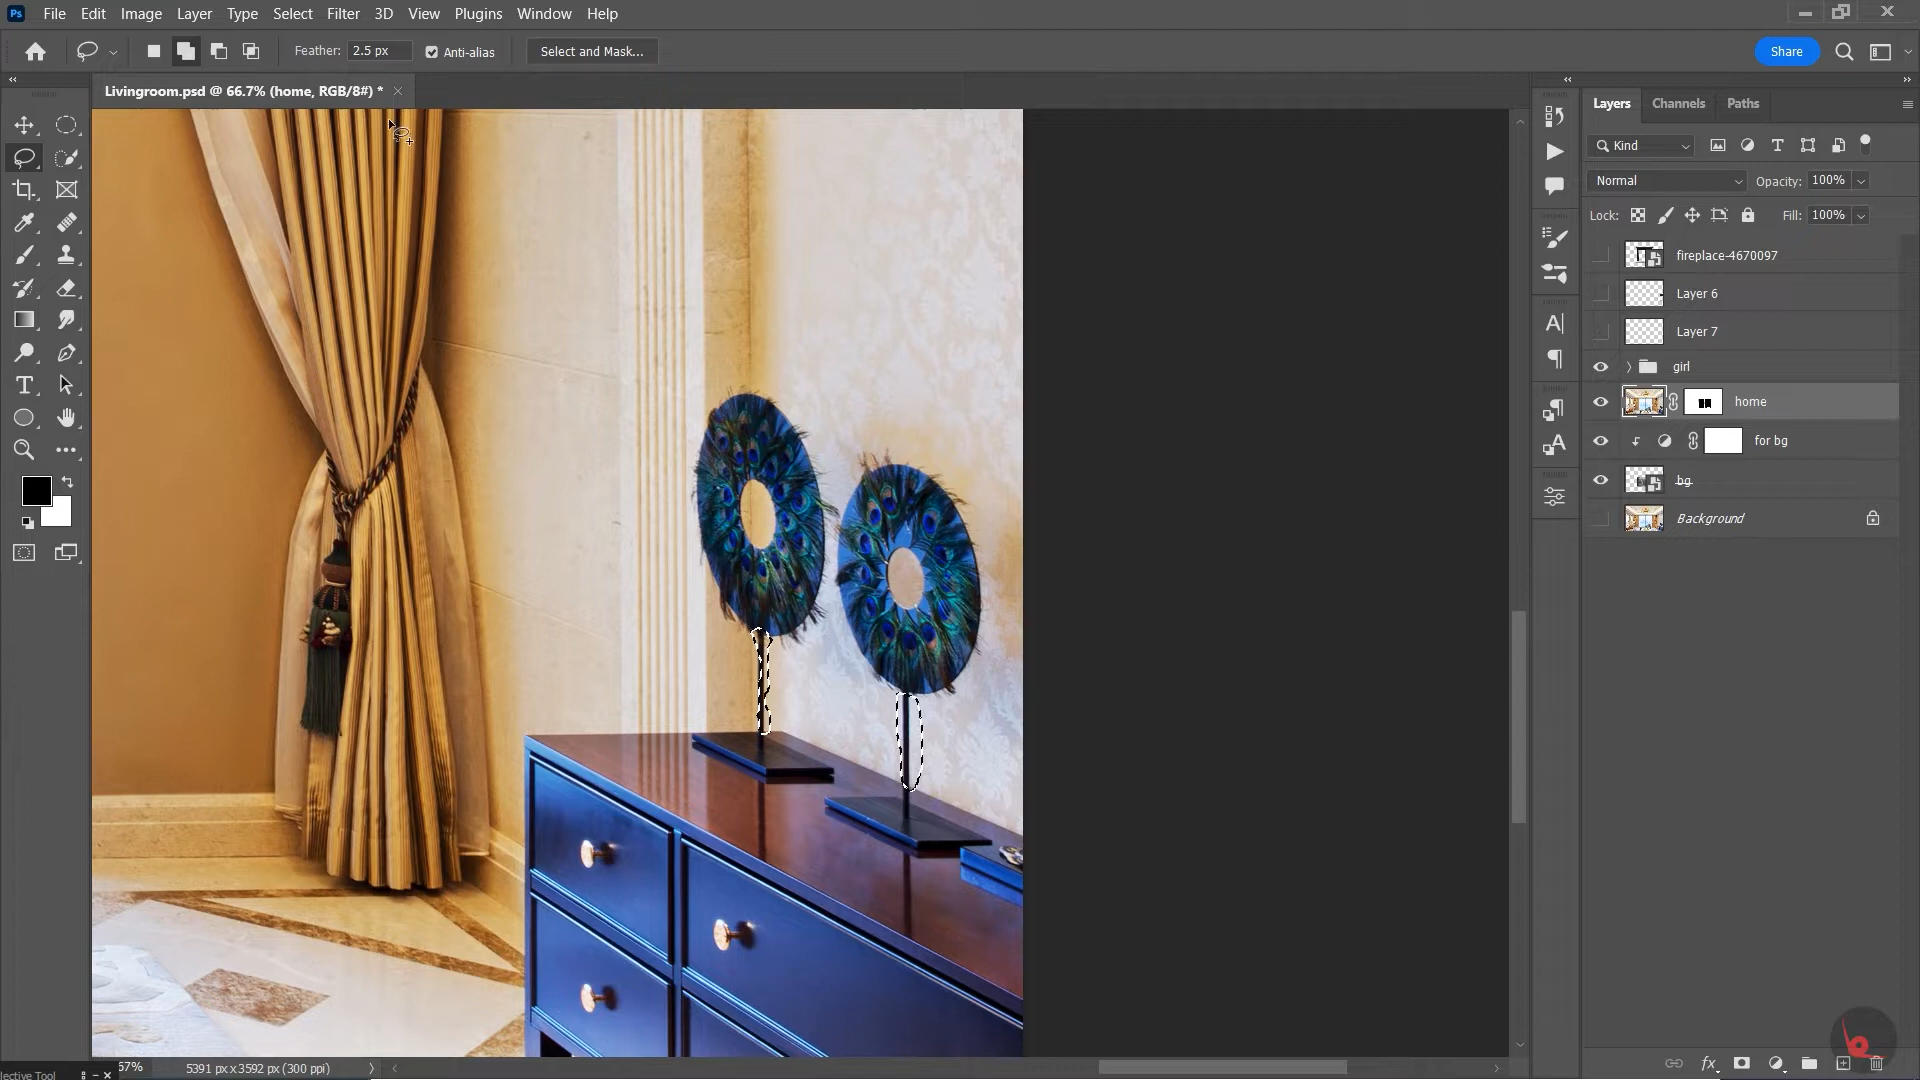 Ps File Edit Image Layer Type Select Filter 3D View Plugins Window Help
Feather: 2.5 px Anti-alias Select and Mask... Share
Livingroom.psd @ 66.7% (home, RGB/8#) *
Layers Channels Paths
Kind
Normal Opacity: 100%
Lock: Fill: 100%
fireplace-4670097
Layer 6
Layer 7
girl
home
for bg
bg
Background
67% 5391 px x 3592 px (300 ppi)
lective Tool